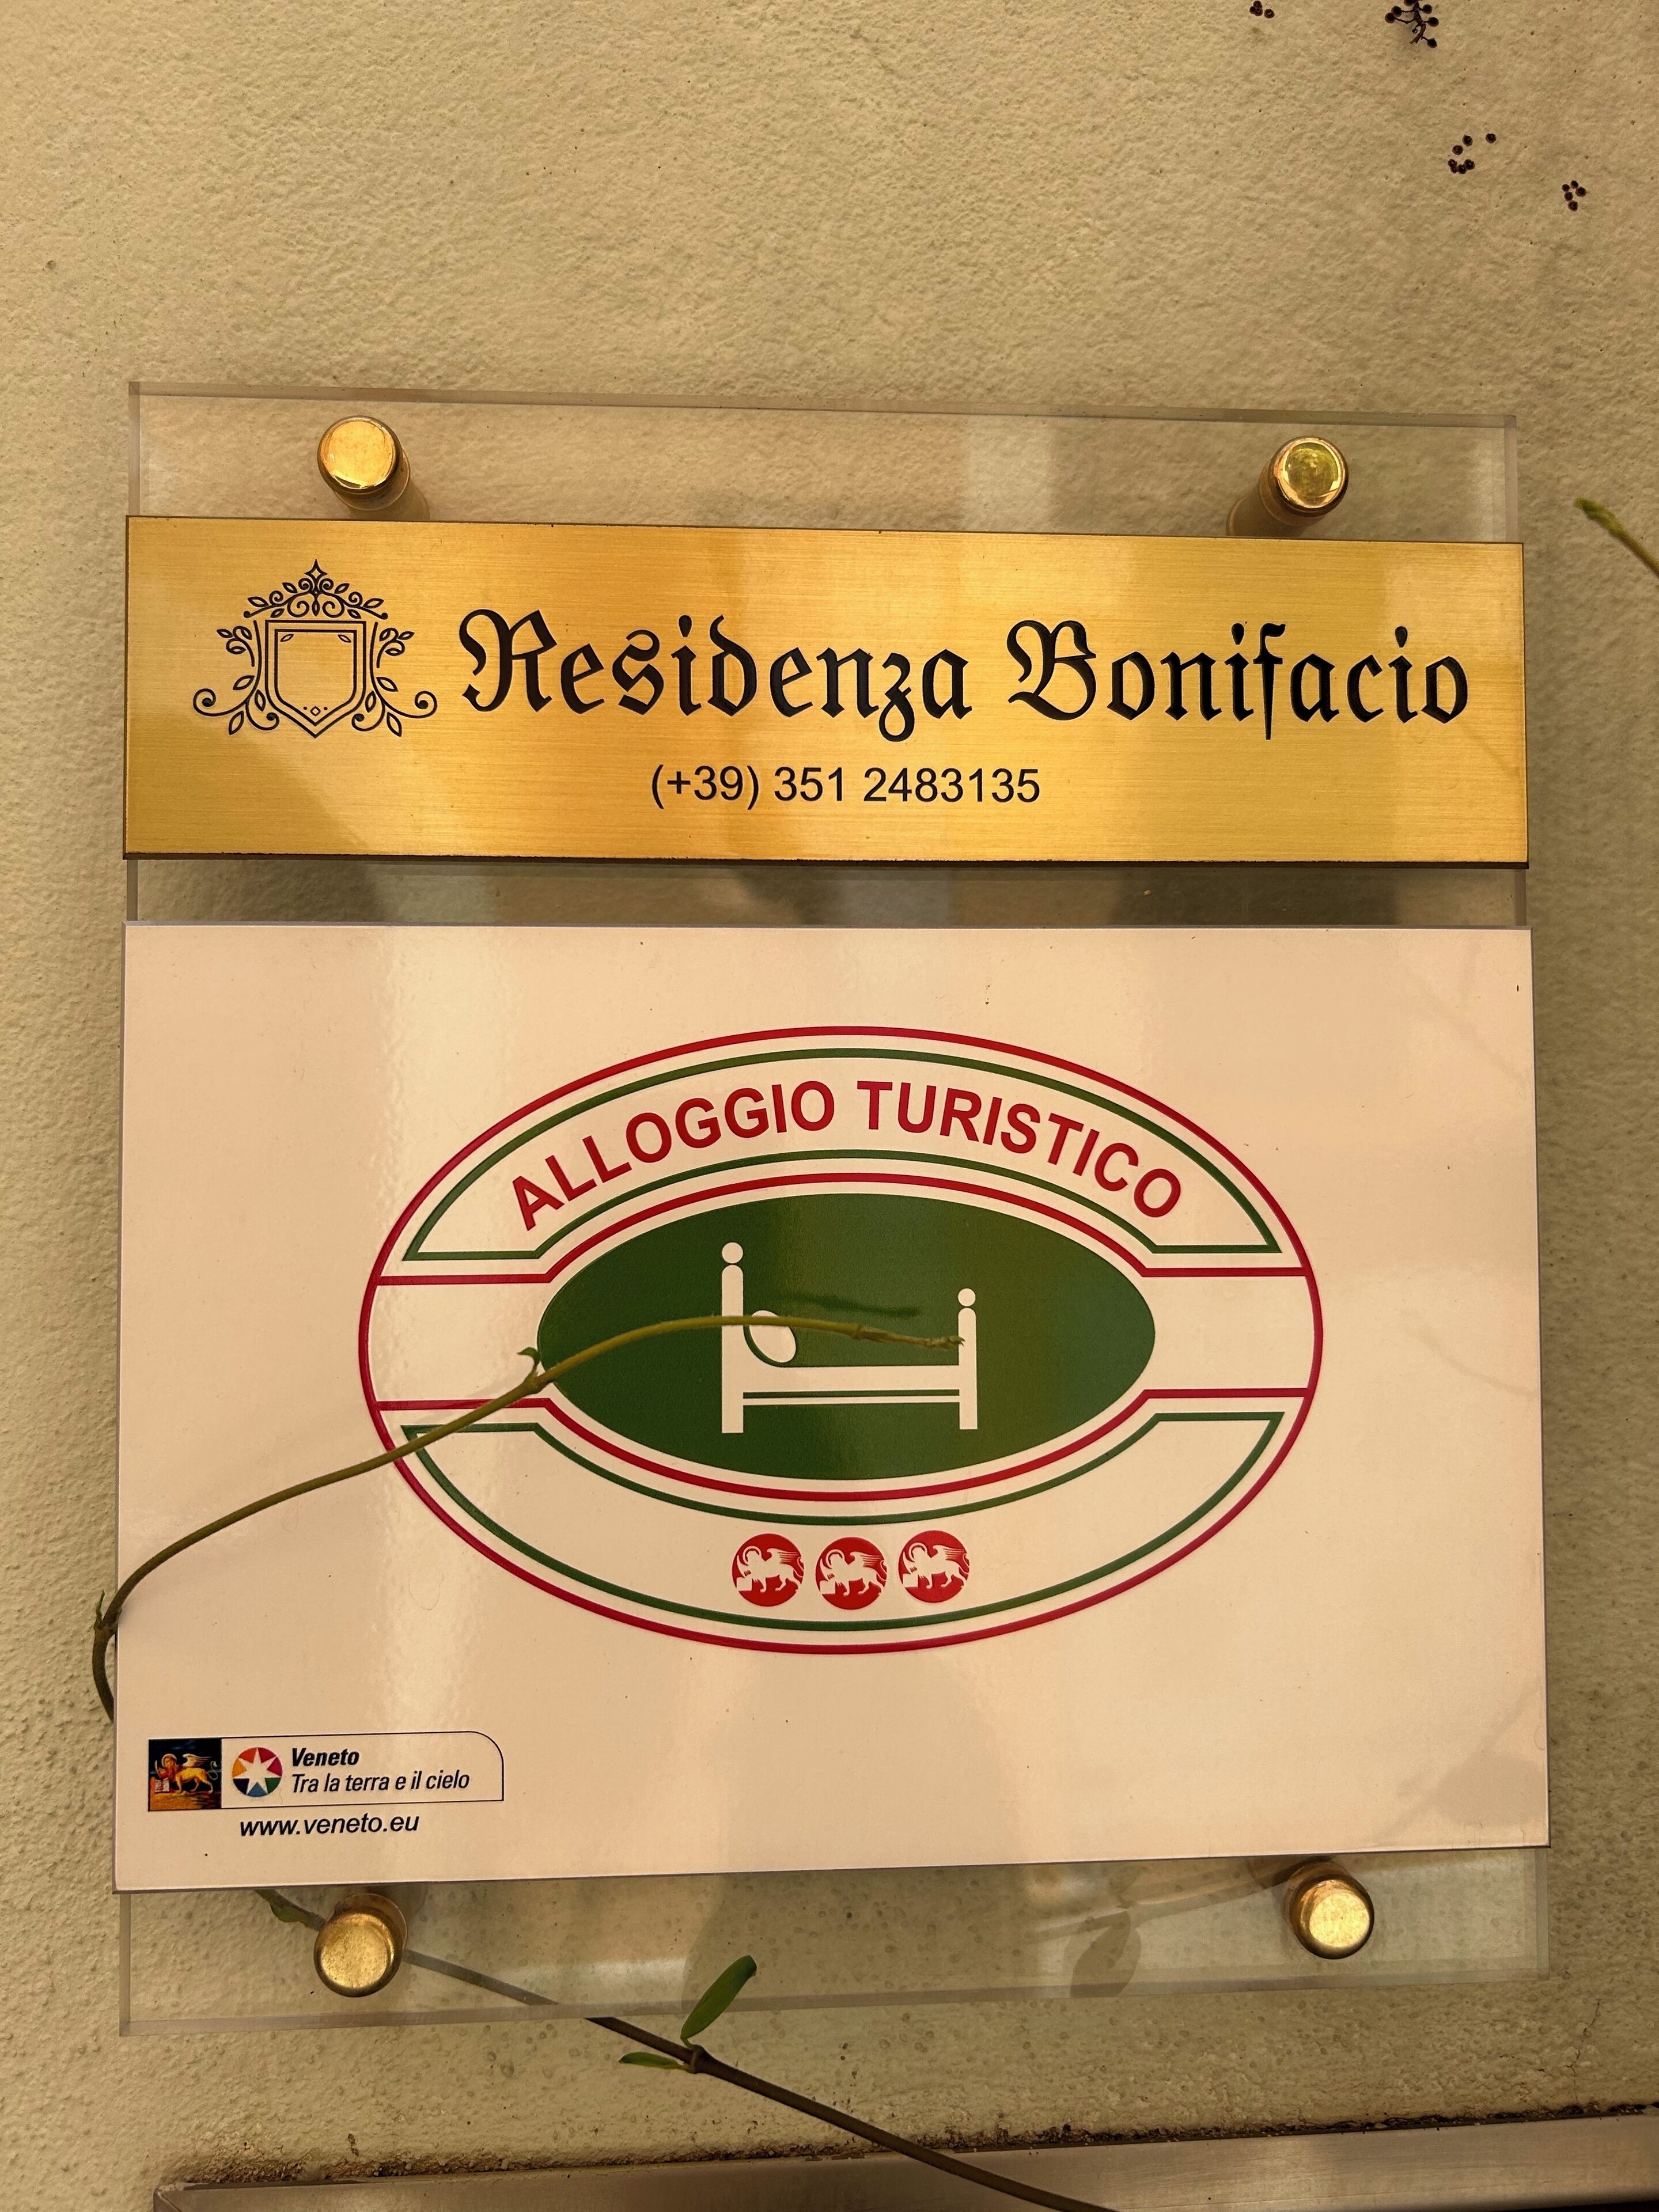 Residenza Bonifacio
(+39) 351 2483135
ALLOGGIO TURISTICO
Veneto
Tra la terra e il cielo
www.veneto.eu